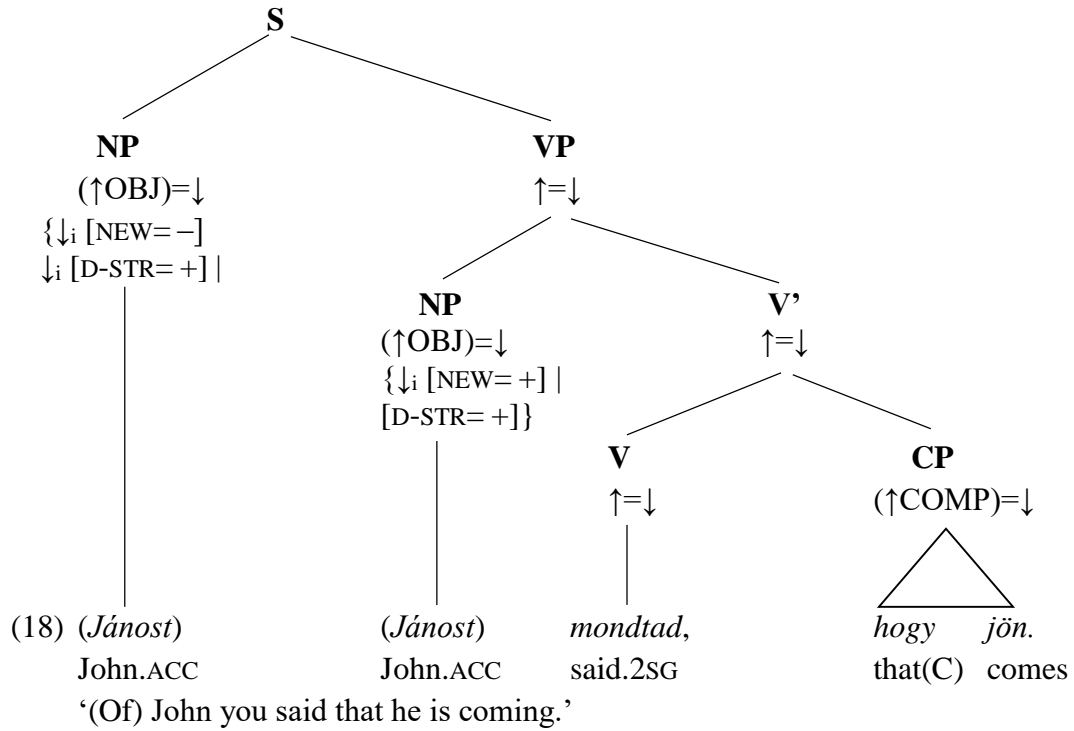 S
NP VP
(↑OBJ)=↓ ↑=↓
{↓i [NEW= –]
↓i [D-STR= +] |
NP V’
(↑OBJ)=↓ ↑=↓
{↓i [NEW= +] |
[D-STR= +]}
V CP
↑=↓ (↑COMP)=↓
(18) (Jánost) (Jánost) mondtad, hogy jön.
John.ACC John.ACC said.2SG that(C) comes
‘(Of) John you said that he is coming.’